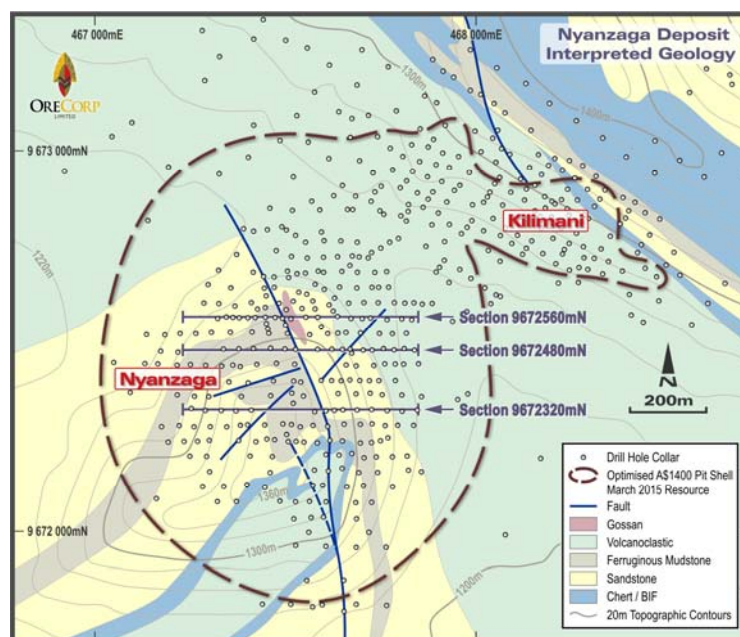 467 000mE
468 000mE
Nyanzaga Deposit
Interpreted Geology
ORECORP
LIMITED
1300m
1400m
9 673 000mN
Kilimani
1220m
Section 9672560mN
Section 9672480mN
Nyanzaga
Section 9672320mN
N
200m
1360m
1300m
1200m
9 672 000mN
Drill Hole Collar
Optimised A$1400 Pit Shell
March 2015 Resource
Fault
Gossan
Volcanoclastic
Ferruginous Mudstone
Sandstone
Chert / BIF
20m Topographic Contours